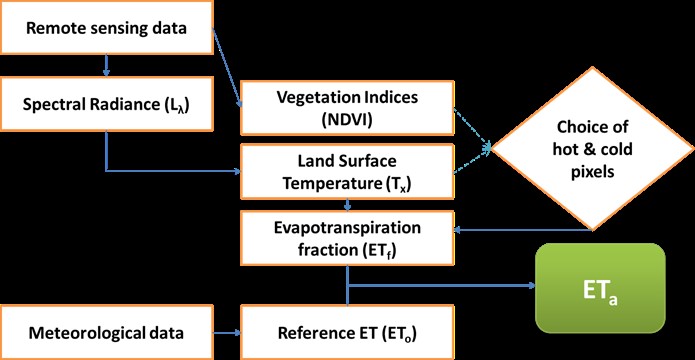 Remote sensing data
Spectral Radiance (Lλ)
Vegetation Indices
(NDVI)
Land Surface
Temperature (Tx)
Choice of
hot & cold
pixels
Evapotranspiration
fraction (ETf)
ETa
Meteorological data
Reference ET (ETo)